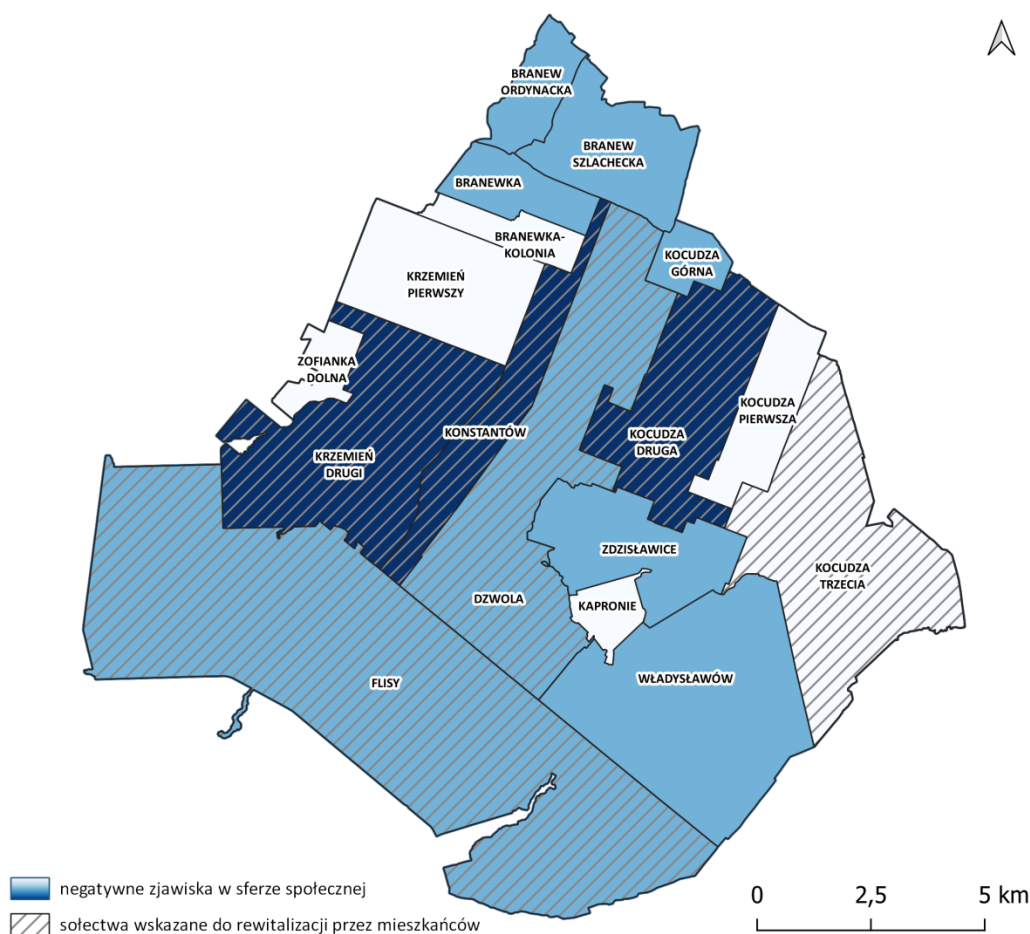 BRANEW
ORDYNACKA
BRANEW
SZLACHECKA
BRANEWKA
BRANEWKA-
KOLONIA
KOCUDZA
GÓRNA
KRZEMIEŃ
PIERWSZY
ZOFIANKA
DOLNA
KOCUDZA
PIERWSZA
KONSTANTÓW
KOCUDZA
DRUGA
KRZEMIEŃ
DRUGI
ZDZISŁAWICE
KOCUDZA
TRZECIA
DZWOLA
KAPRONIE
FLISY
WŁADYSŁAWÓW
negatywne zjawiska w sferze społecznej
sołectwa wskazane do rewitalizacji przez mieszkańców
0 2,5 5 km